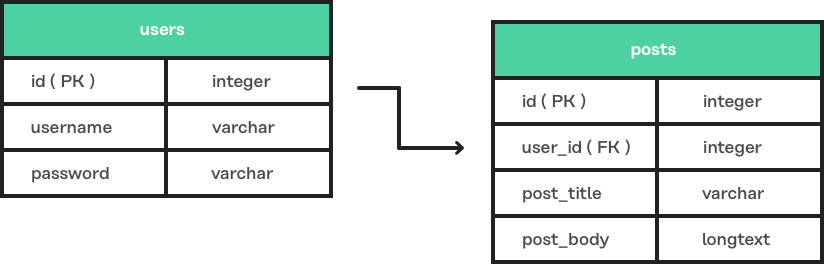 users
id ( PK ) integer
username varchar
password varchar
posts
id ( PK ) integer
user_id ( FK ) integer
post_title varchar
post_body longtext